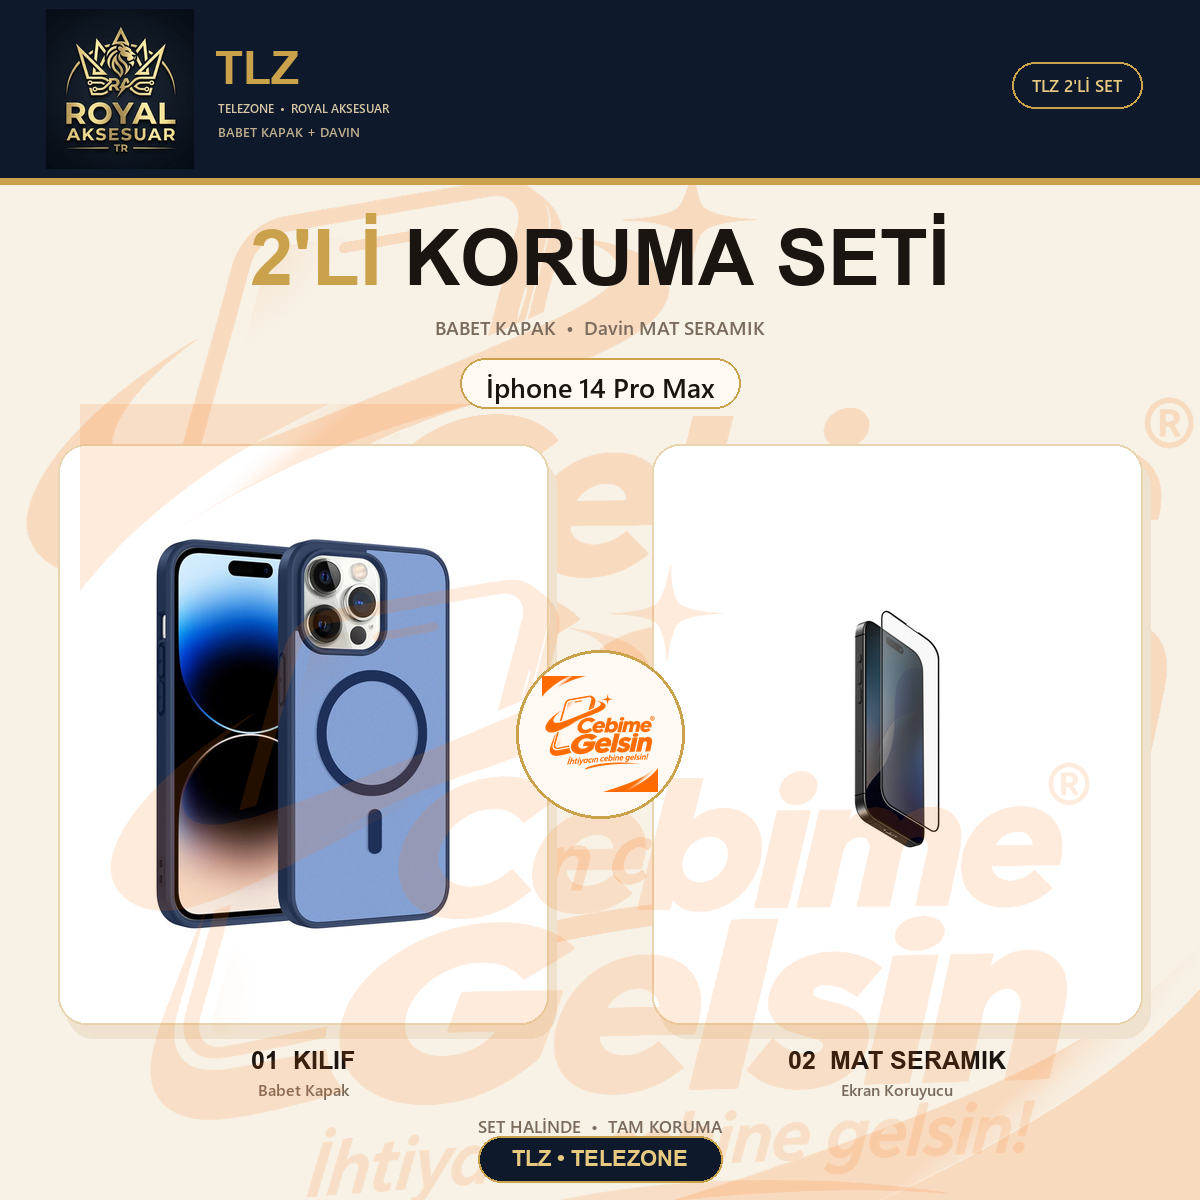 ROYAL
AKSESUAR
TR
TLZ
TELEZONE • ROYAL AKSESUAR
BABET KAPAK + DAVIN
TLZ 2'Lİ SET
2'Lİ KORUMA SETİ
BABET KAPAK • Davin MAT SERAMIK
İphone 14 Pro Max
Cebime
Gelsin
İhtiyacın cebine gelsin!
Cebime®
Gelsin
01 KILIF
Babet Kapak
02 MAT SERAMIK
Ekran Koruyucu
SET HALİNDE • TAM KORUMA
TLZ • TELEZONE